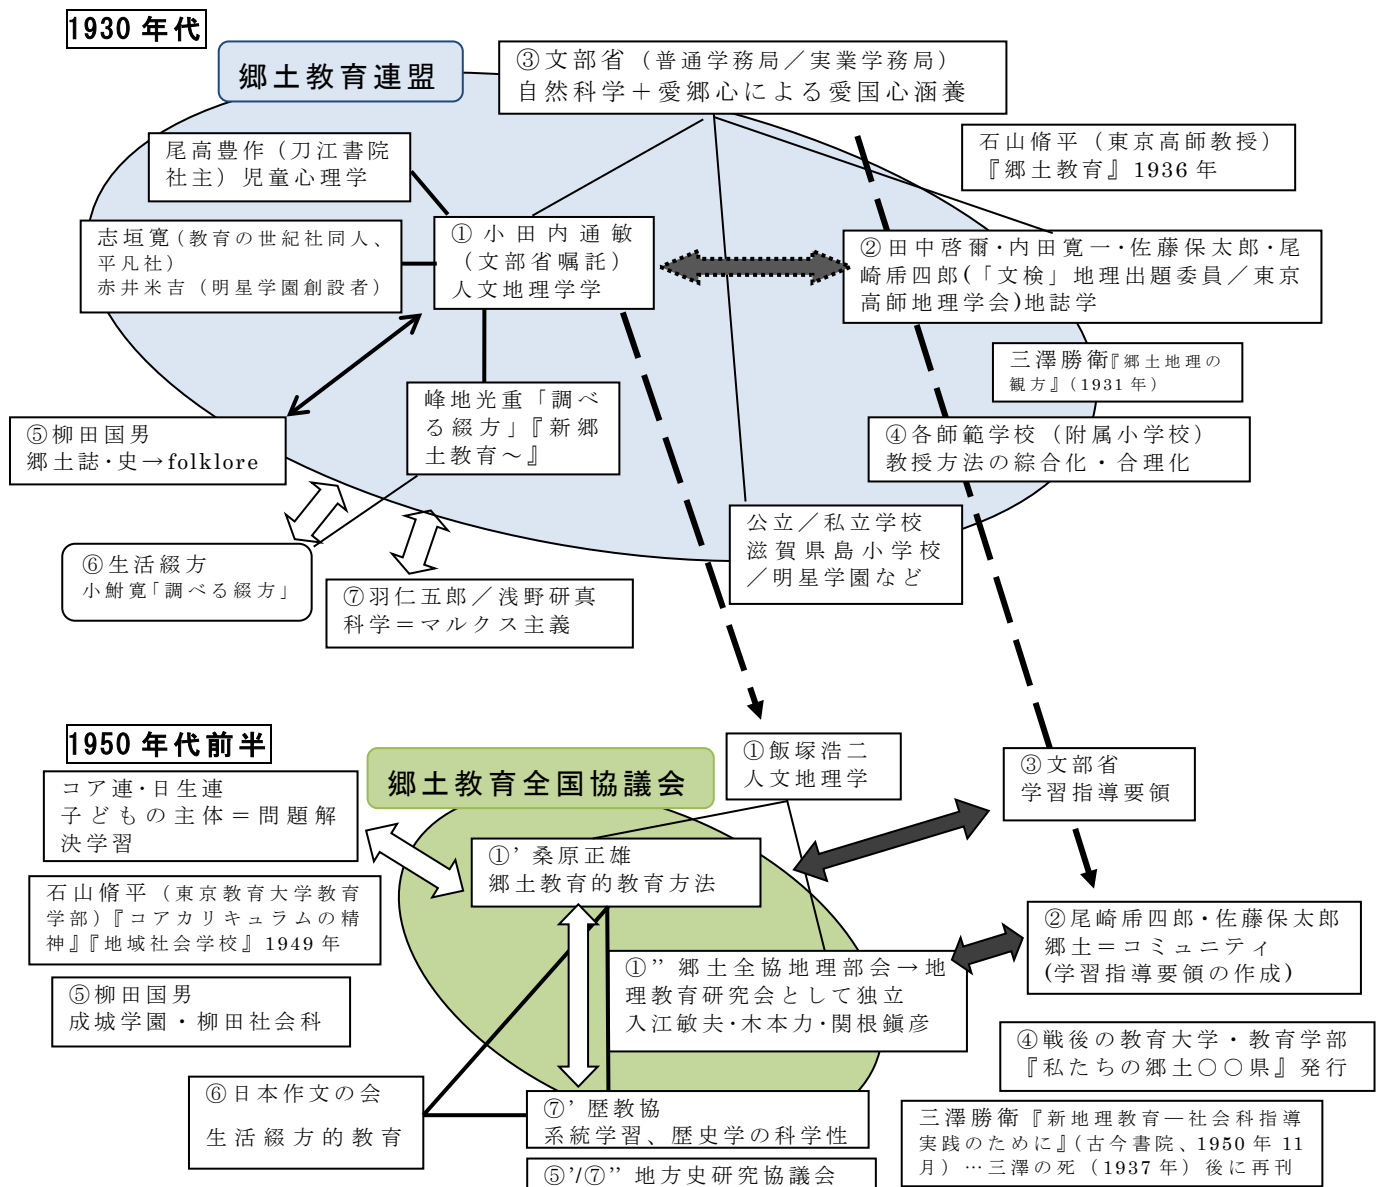 1930 年代
郷土教育連盟
③文部省（普通学務局／実業学務局）
自然科学＋愛郷心による愛国心涵養
尾高豊作（刀江書院
社主）児童心理学
石山脩平（東京高師教授）
『郷土教育』1936 年
志垣寛（教育の世紀社同人、
平凡社）
赤井米吉（明星学園創設者）
①小田内通敏
（文部省嘱託）
人文地理学学
②田中啓爾・内田寛一・佐藤保太郎・尾
崎乕四郎(「文検」地理出題委員／東京
高師地理学会)地誌学
三澤勝衛『郷土地理の
観方』（1931 年）
峰地光重「調べ
る綴方」『新郷
土教育～』
⑤柳田国男
郷土誌・史→folklore
④各師範学校（附属小学校）
教授方法の綜合化・合理化
公立／私立学校
滋賀県島小学校
／明星学園など
⑥生活綴方
小鮒寛「調べる綴方」
⑦羽仁五郎／浅野研真
科学＝マルクス主義
1950 年代前半
郷土教育全国協議会
①飯塚浩二
人文地理学
③文部省
学習指導要領
コア連・日生連
子どもの主体＝問題解
決学習
①’ 桑原正雄
郷土教育的教育方法
石山脩平（東京教育大学教育
学部）『コアカリキュラムの精
神』『地域社会学校』1949 年
②尾崎乕四郎・佐藤保太郎
郷土＝コミュニティ
(学習指導要領の作成）
①” 郷土全協地理部会→地
理教育研究会として独立
入江敏夫・木本力・関根鎭彦
⑤柳田国男
成城学園・柳田社会科
④戦後の教育大学・教育学部
『私たちの郷土○○県』発行
⑥日本作文の会
生活綴方的教育
⑦’ 歴教協
系統学習、歴史学の科学性
三澤勝衛『新地理教育―社会科指導
実践のために』（古今書院、1950 年 11
月）…三澤の死（1937 年）後に再刊
⑤’/⑦” 地方史研究協議会